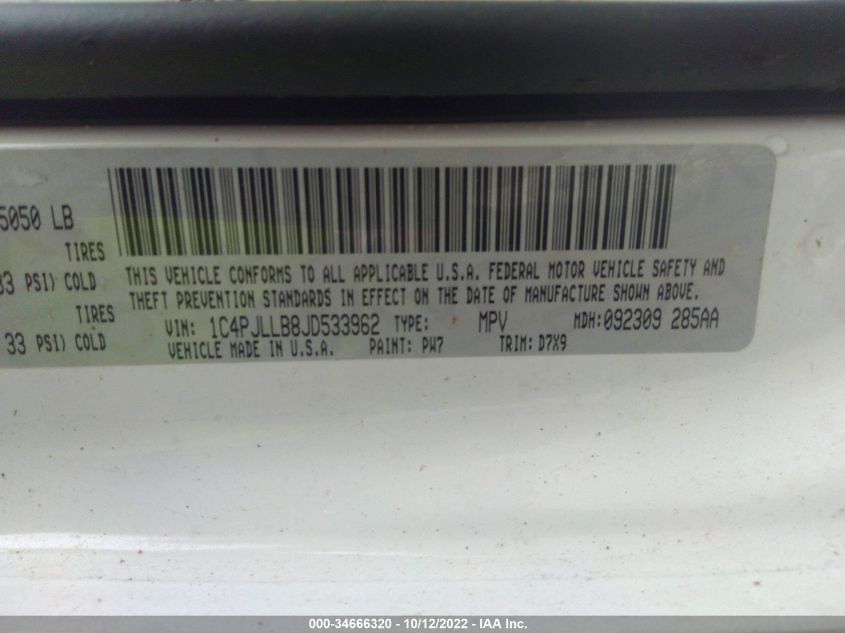 5050 LB
TIRES
33 PSI) COLD
TIRES
33 PSI) COLD
THIS VEHICLE CONFORMS TO ALL APPLICABLE U.S.A. FEDERAL MOTOR VEHICLE SAFETY AND
THEFT PREVENTION STANDARDS IN EFFECT ON THE DATE OF MANUFACTURE SHOWN ABOVE.
VIN: 1C4PJLLB8JD533962 TYPE: MPV MDH:092309 285AA
VEHICLE MADE IN U.S.A. PAINT: PW7 TRIM: D7X9
000-34666320 - 10/12/2022 - IAA Inc.